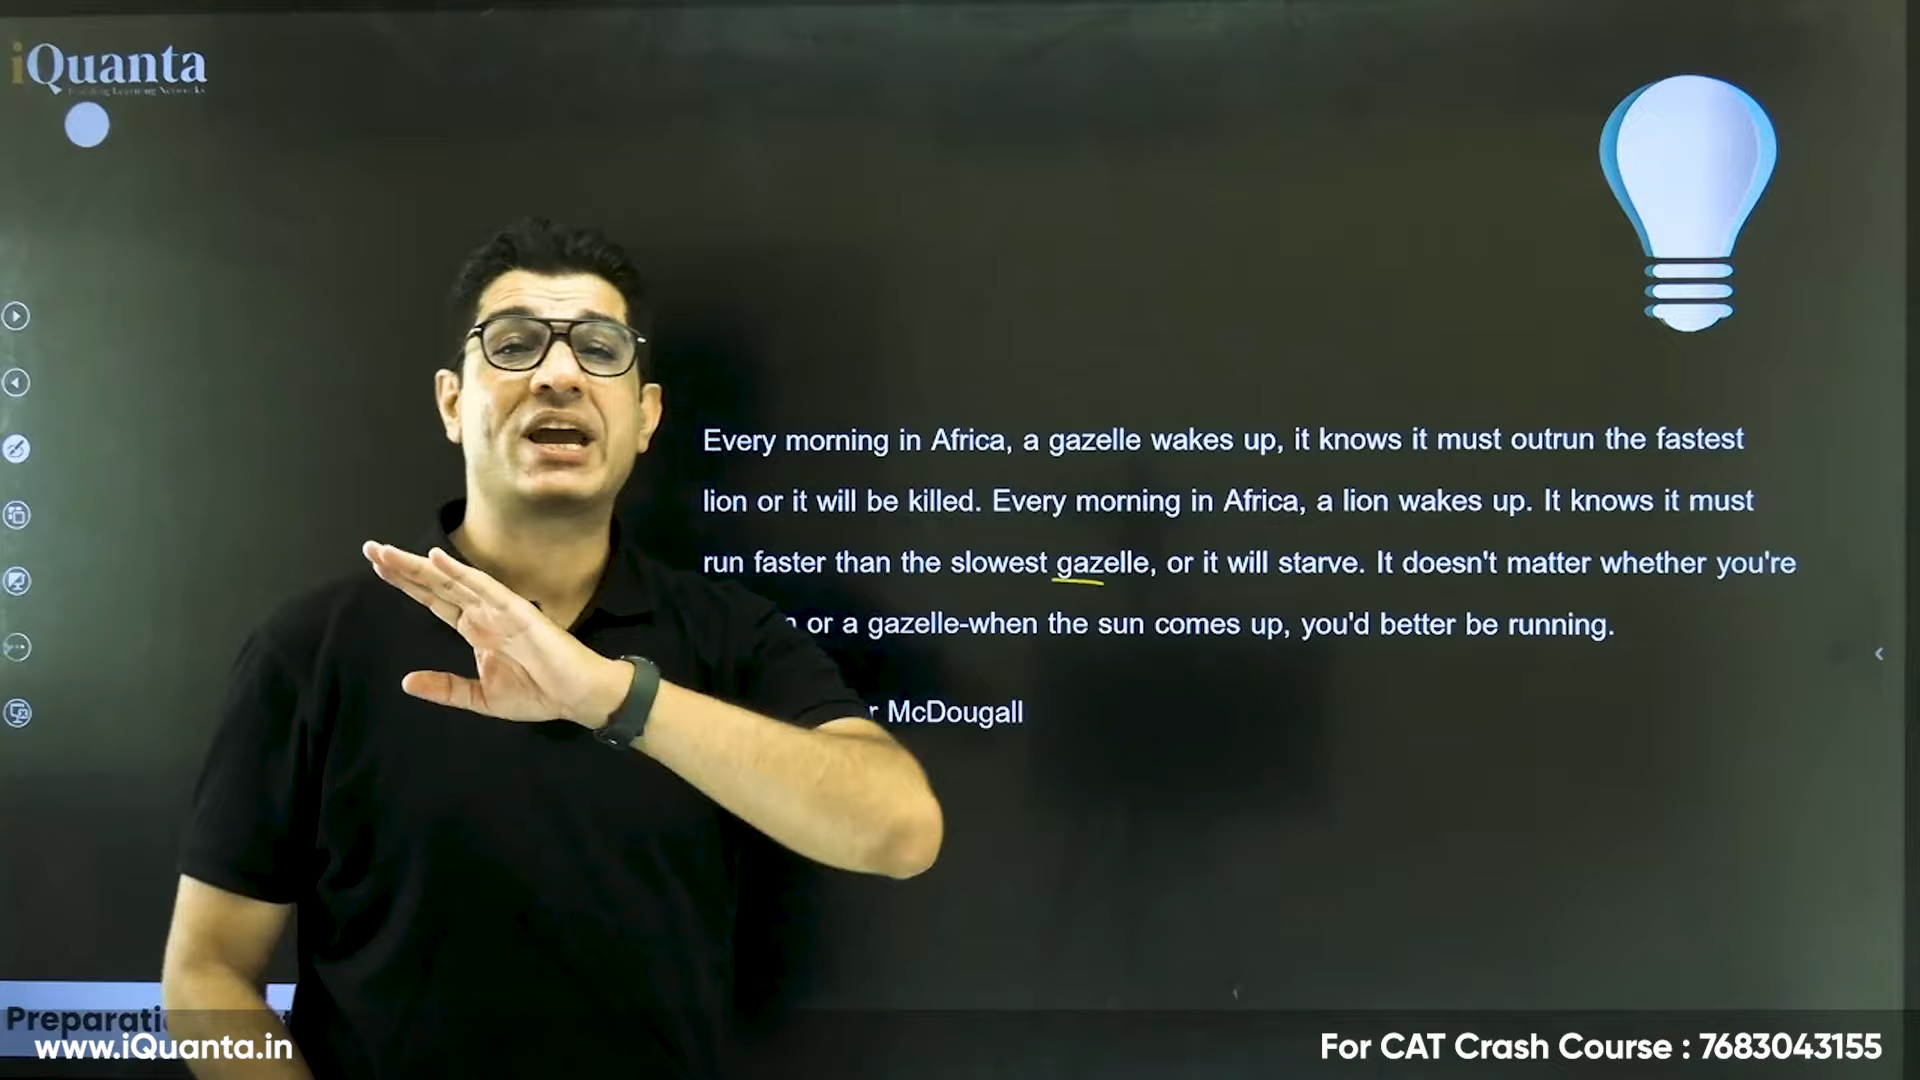 iQuanta
Building Learning Networks
Every morning in Africa, a gazelle wakes up, it knows it must outrun the fastest
lion or it will be killed. Every morning in Africa, a lion wakes up. It knows it must
run faster than the slowest gazelle, or it will starve. It doesn't matter whether you're
or a gazelle-when the sun comes up, you'd better be running.
McDougall
www.iQuanta.in
For CAT Crash Course : 7683043155